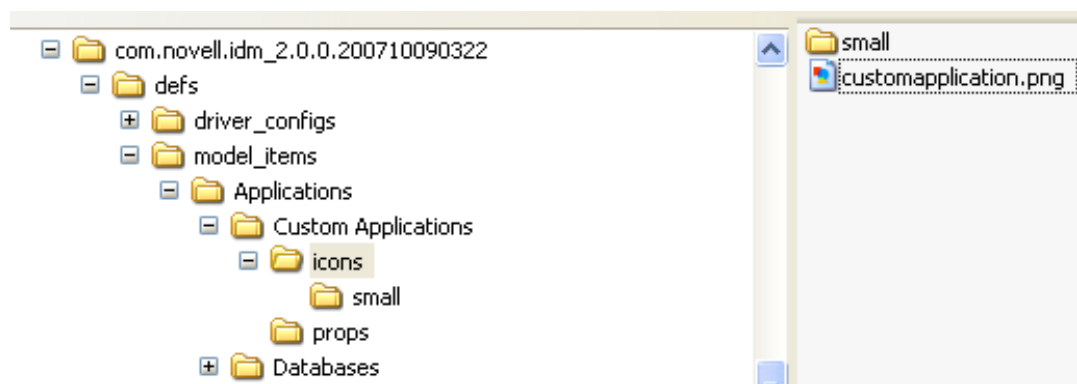 com.novell.idm_2.0.0.200710090322
defs
driver_configs
model_items
Applications
Custom Applications
icons
small
props
Databases
small
customapplication.png